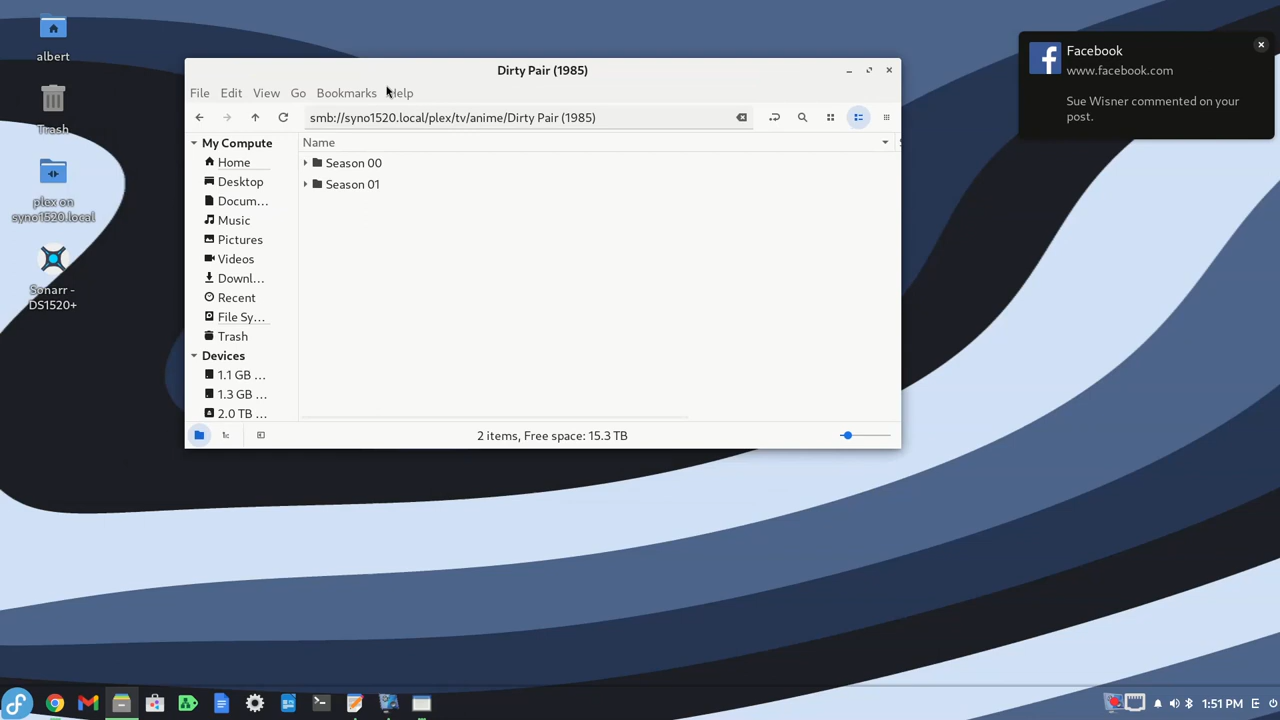 albert
Trash
plex on
syno1520.local
Sonarr -
DS1520+
Dirty Pair (1985)
File Edit View Go Bookmarks Help
smb://syno1520.local/plex/tv/anime/Dirty Pair (1985)
My Compute
Home
Desktop
Docum...
Music
Pictures
Videos
Downl...
Recent
File Sy...
Trash
Devices
1.1 GB ...
1.3 GB ...
2.0 TB ...
Name
Season 00
Season 01
2 items, Free space: 15.3 TB
Facebook
www.facebook.com
Sue Wisner commented on your
post.
1:51 PM